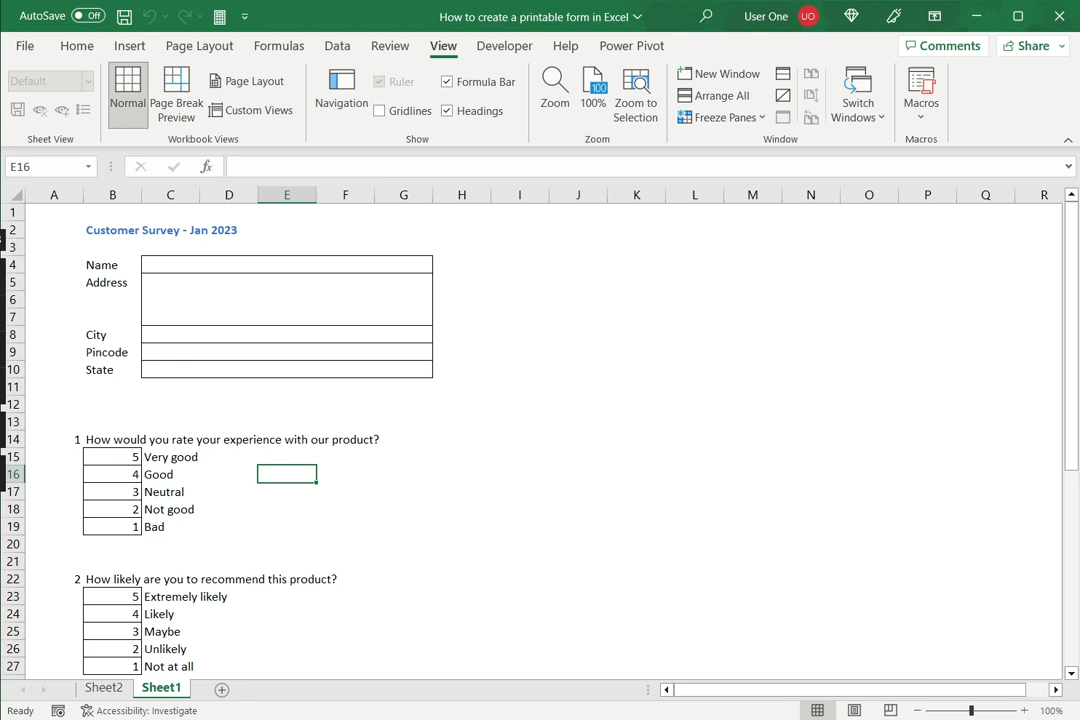 AutoSave Off How to create a printable form in Excel User One UO
File Home Insert Page Layout Formulas Data Review View Developer Help Power Pivot Comments Share
Default
Sheet View
Normal
Page Break
Preview
Page Layout
Custom Views
Workbook Views
Navigation
Ruler
Formula Bar
Gridlines
Headings
Show
Zoom
100
100%
Zoom to
Selection
Zoom
New Window
Arrange All
Freeze Panes
Switch
Windows
Window
Macros
Macros
E16 fx
A B C D E F G H I J K L M N O P Q R
1
2 Customer Survey - Jan 2023
3
4 Name
5 Address
6
7
8 City
9 Pincode
10 State
11
12
13
14 1 How would you rate your experience with our product?
15 5 Very good
16 4 Good
17 3 Neutral
18 2 Not good
19 1 Bad
20
21
22 2 How likely are you to recommend this product?
23 5 Extremely likely
24 4 Likely
25 3 Maybe
26 2 Unlikely
27 1 Not at all
Sheet2 Sheet1
Ready Accessibility: Investigate 100%